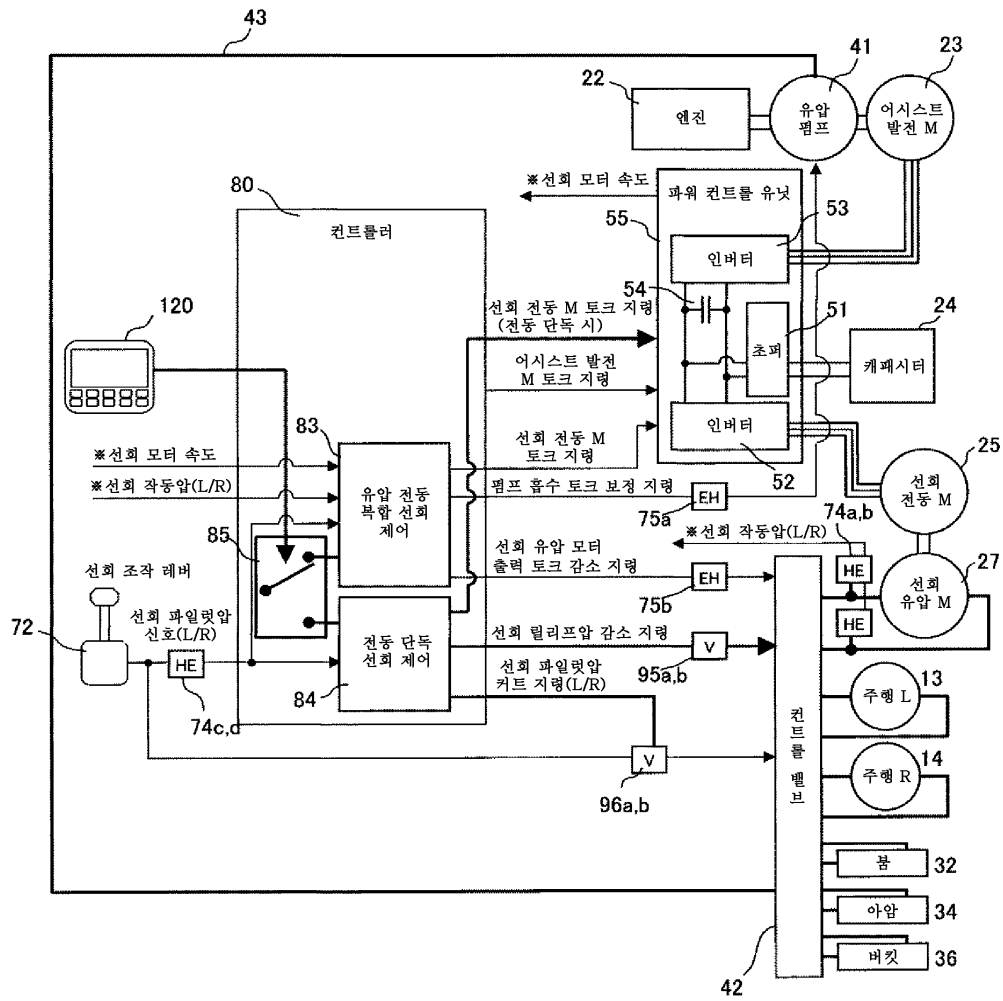 43
41
23
22
엔진
유압
펌프
어시스트
발전 M
※선회 모터 속도
파워 컨트롤 유닛
80
컨트롤러
55
53
인버터
54
51
24
초퍼
캐패시터
120
선회 전동 M 토크 지령
(전동 단독 시)
어시스트 발전
M 토크 지령
83
선회 전동 M
토크 지령
인버터
52
25
※선회 모터 속도
※선회 작동압(L/R)
유압 전동
복합 선회
제어
펌프 흡수 토크 보정 지령
EH
75a
선회
전동 M
74a,b
※선회 작동압(L/R)
85
선회 유압 모터
출력 토크 감소 지령
EH
75b
HE
HE
27
선회
유압 M
선회 조작 레버
72
선회 파일럿압
신호(L/R)
HE
74c,d
전동 단독
선회 제어
84
선회 릴리프압 감소 지령
V
95a,b
선회 파일럿압
커트 지령(L/R)
V
96a,b
컨트롤 밸브
13
주행 L
14
주행 R
붐
32
아암
34
버킷
36
42